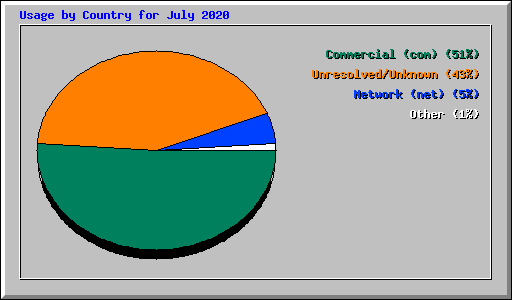 Usage by Country for July 2020
Commercial (com) (51%)
Unresolved/Unknown (43%)
Network (net) (5%)
Other (1%)